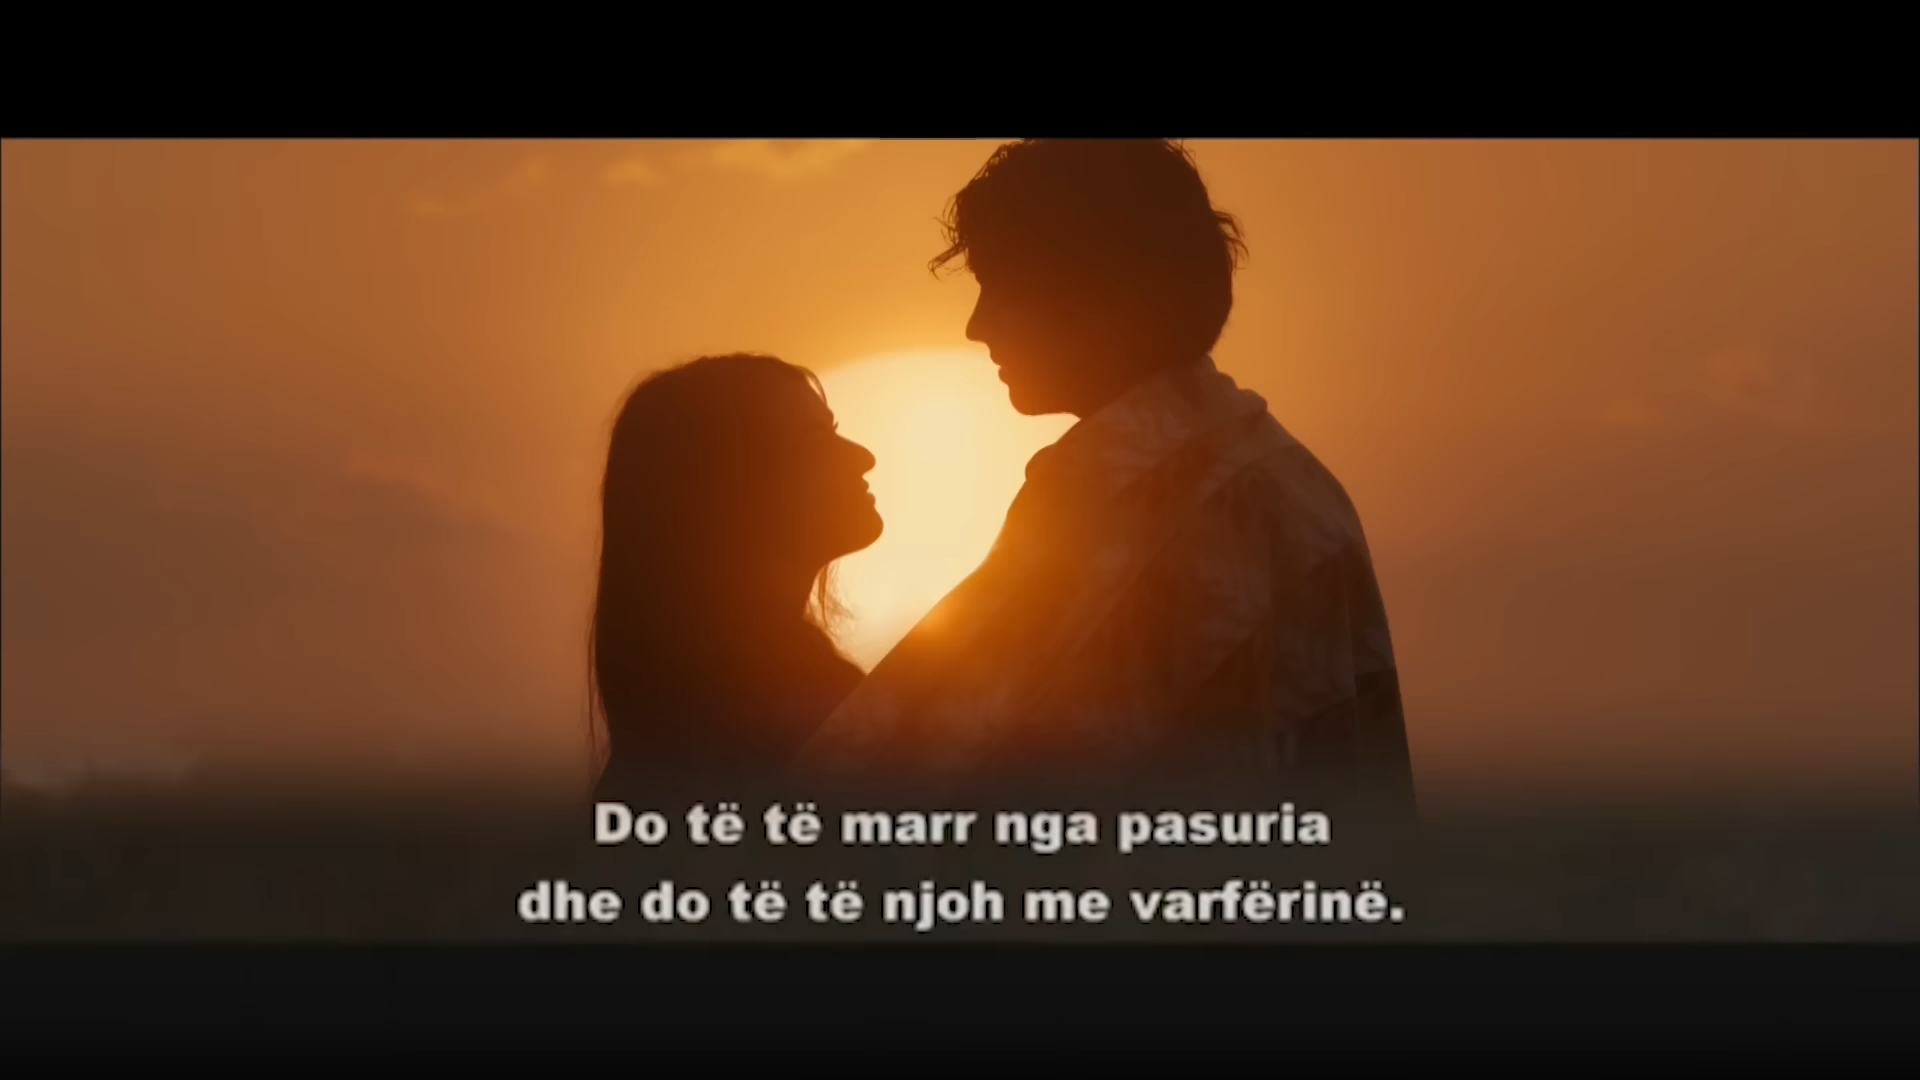 Do të të marr nga pasuria
dhe do të të njoh me varfërinë.